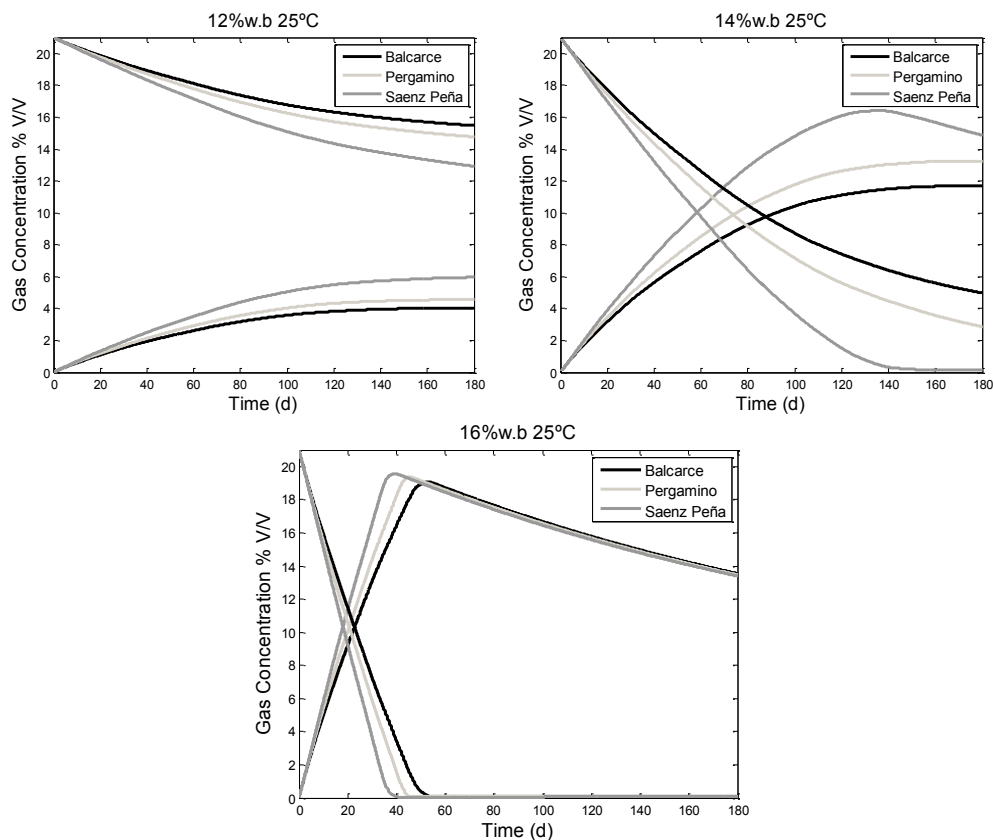 12%w.b 25ºC
Gas Concentration % V/V
20
18
16
14
12
10
8
6
4
2
0
Balcarce
Pergamino
Saenz Peña
0 20 40 60 80 100 120 140 160 180
Time (d)
14%w.b 25ºC
Gas Concentration % V/V
20
18
16
14
12
10
8
6
4
2
0
Balcarce
Pergamino
Saenz Peña
0 20 40 60 80 100 120 140 160 180
Time (d)
16%w.b 25ºC
Gas Concentration % V/V
20
18
16
14
12
10
8
6
4
2
0
Balcarce
Pergamino
Saenz Peña
0 20 40 60 80 100 120 140 160 180
Time (d)